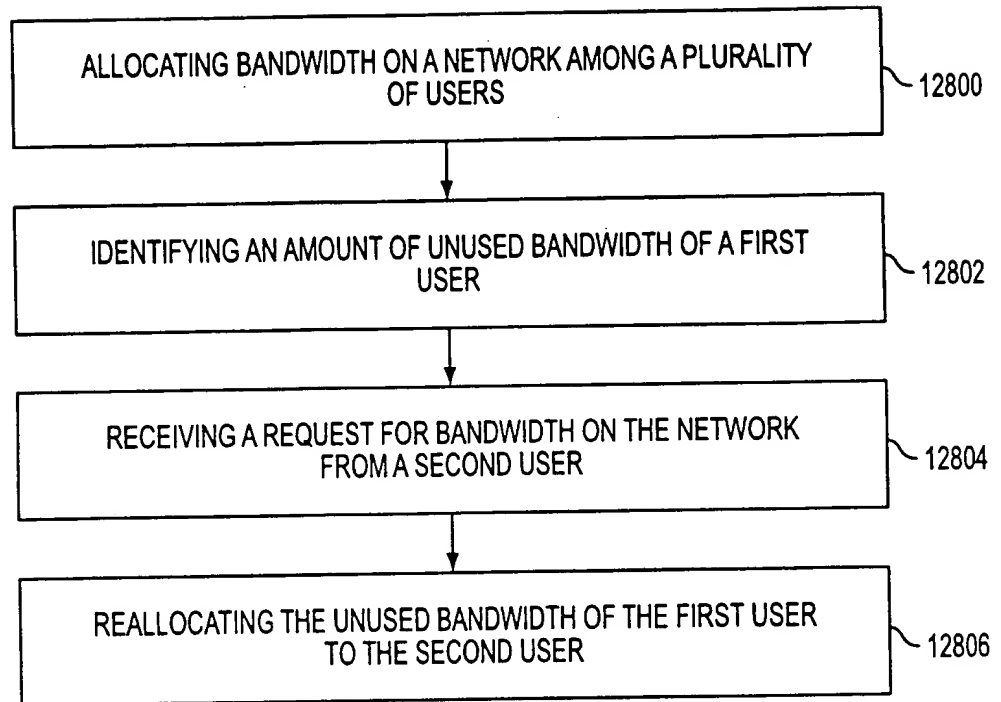 ALLOCATING BANDWIDTH ON A NETWORK AMONG A PLURALITY
OF USERS
12800
IDENTIFYING AN AMOUNT OF UNUSED BANDWIDTH OF A FIRST
USER
12802
RECEIVING A REQUEST FOR BANDWIDTH ON THE NETWORK
FROM A SECOND USER
12804
REALLOCATING THE UNUSED BANDWIDTH OF THE FIRST USER
TO THE SECOND USER
12806